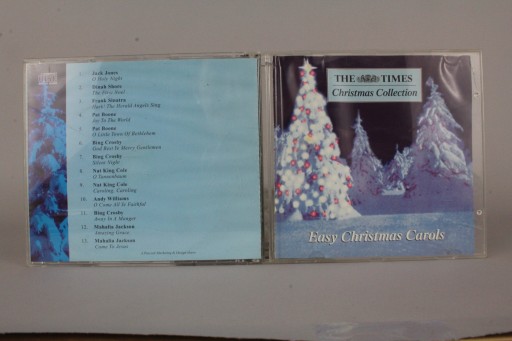 1. Jack Jones
O Holy Night
2. Dinah Shore
The First Noel
3. Frank Sinatra
Hark! The Herald Angels Sing
4. Pat Boone
Joy To The World
5. Pat Boone
O Little Town Of Bethlehem
6. Bing Crosby
God Rest Ye Merry Gentlemen
7. Bing Crosby
Silent Night
8. Nat King Cole
O Tannenbaum
9. Nat King Cole
Caroling, Caroling
10. Andy Williams
O Come All Ye Faithful
11. Bing Crosby
Away In A Manger
12. Mahalia Jackson
Amazing Grace
13. Mahalia Jackson
Come To Jesus
THE TIMES
Christmas Collection
Easy Christmas Carols